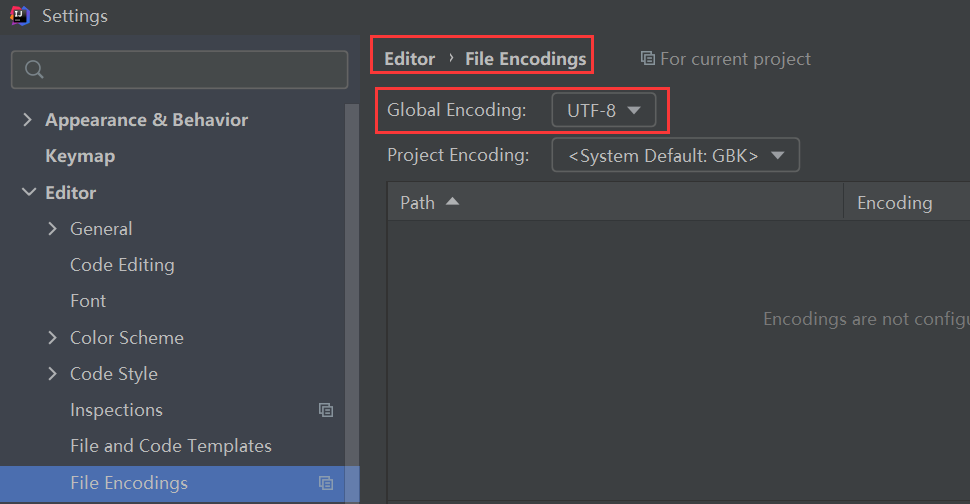 Settings
Appearance & Behavior
Keymap
Editor
General
Code Editing
Font
Color Scheme
Code Style
Inspections
File and Code Templates
File Encodings
Editor › File Encodings
For current project
Global Encoding: UTF-8
Project Encoding: <System Default: GBK>
Path Encoding
Encodings are not